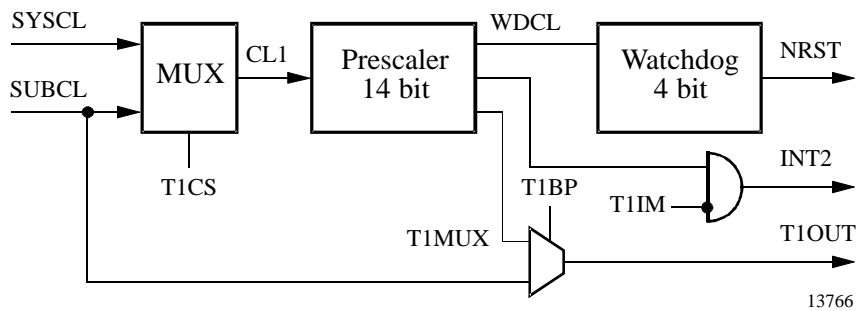 SYSCL
SUBCL
MUX
T1CS
CL1
Prescaler
14 bit
WDCL
Watchdog
4 bit
NRST
INT2
T1IM
T1BP
T1MUX
T1OUT
13766